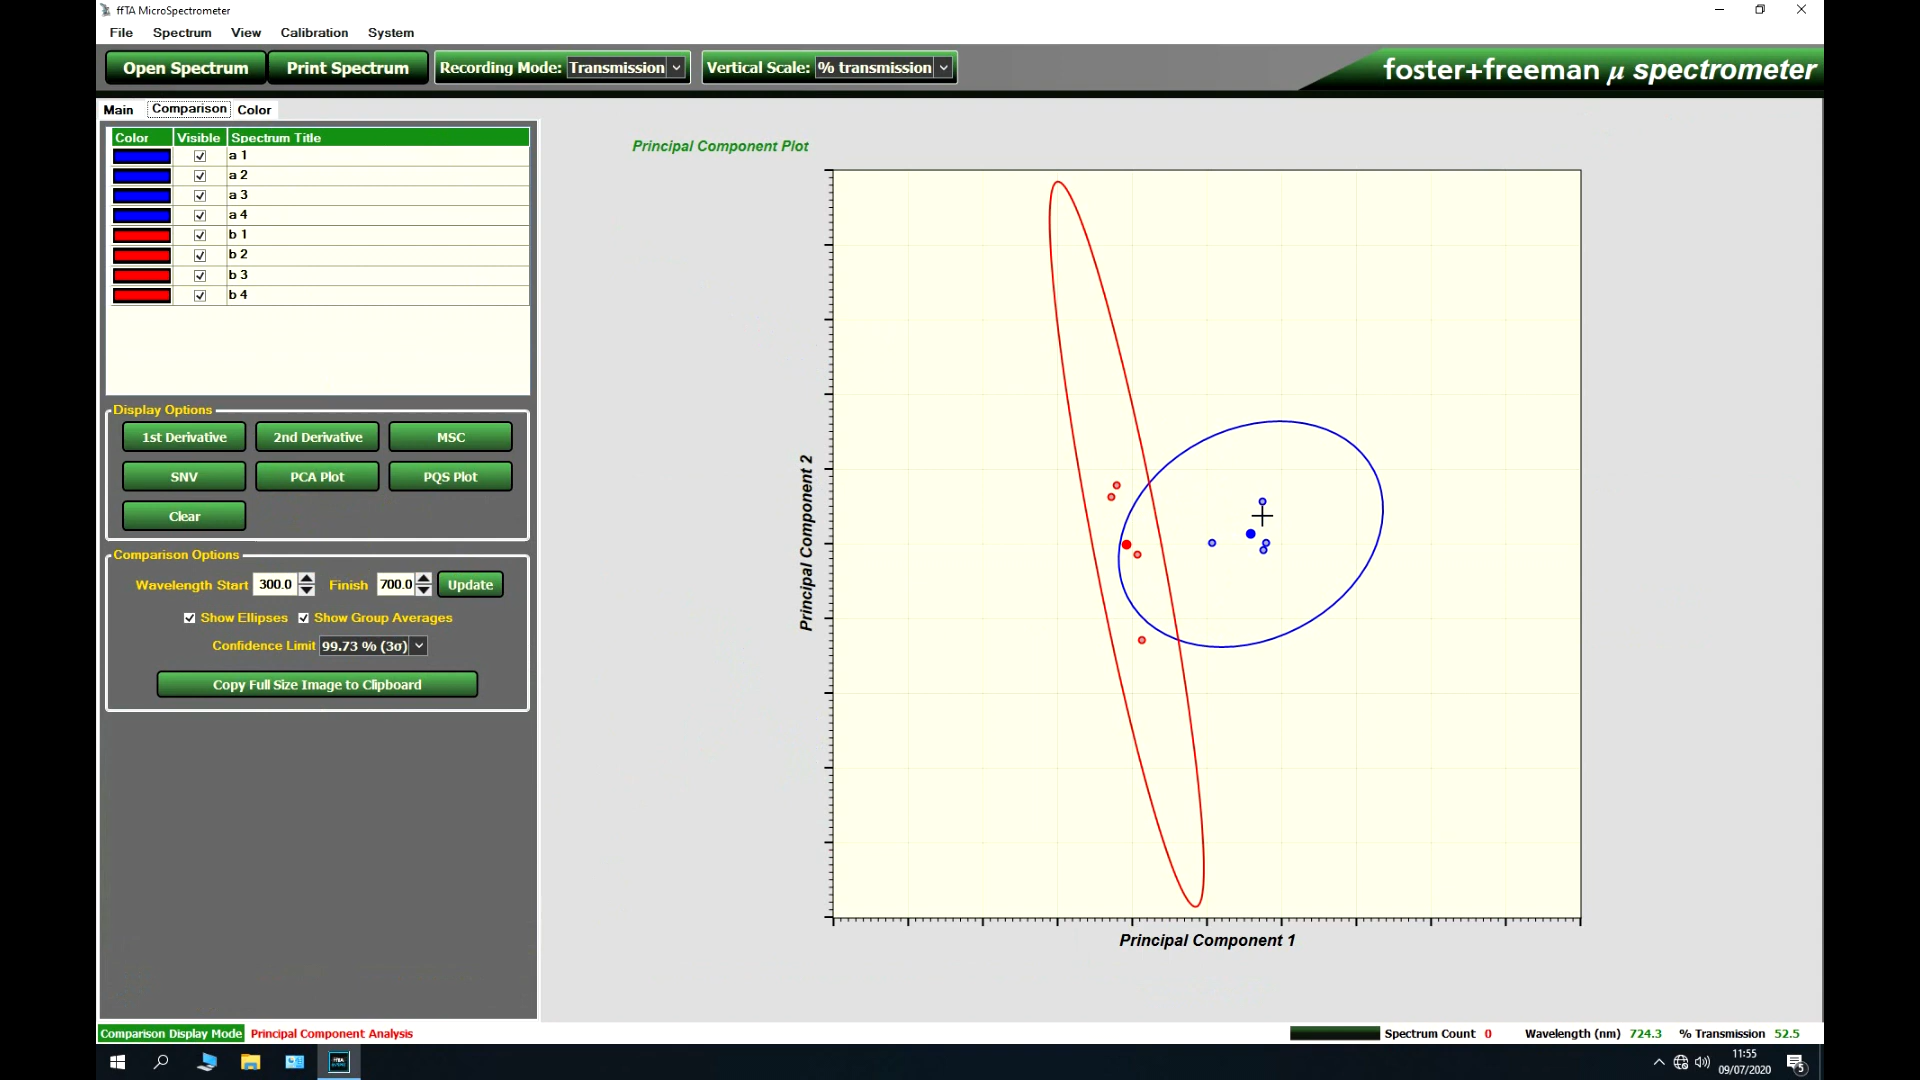 ffTA MicroSpectrometer
File Spectrum View Calibration System
Open Spectrum Print Spectrum Recording Mode: Transmission Vertical Scale: % transmission foster+freeman μ spectrometer
Main Comparison Color
Color Visible Spectrum Title
a 1
a 2
a 3
a 4
b 1
b 2
b 3
b 4
Display Options
1st Derivative 2nd Derivative MSC
SNV PCA Plot PQS Plot
Clear
Comparison Options
Wavelength Start 300.0 Finish 700.0 Update
Show Ellipses Show Group Averages
Confidence Limit 99.73 % (3σ)
Copy Full Size Image to Clipboard
Principal Component Plot
Principal Component 2
Principal Component 1
Comparison Display Mode Principal Component Analysis Spectrum Count 0 Wavelength (nm) 724.3 % Transmission 52.5
11:55
09/07/2020
5